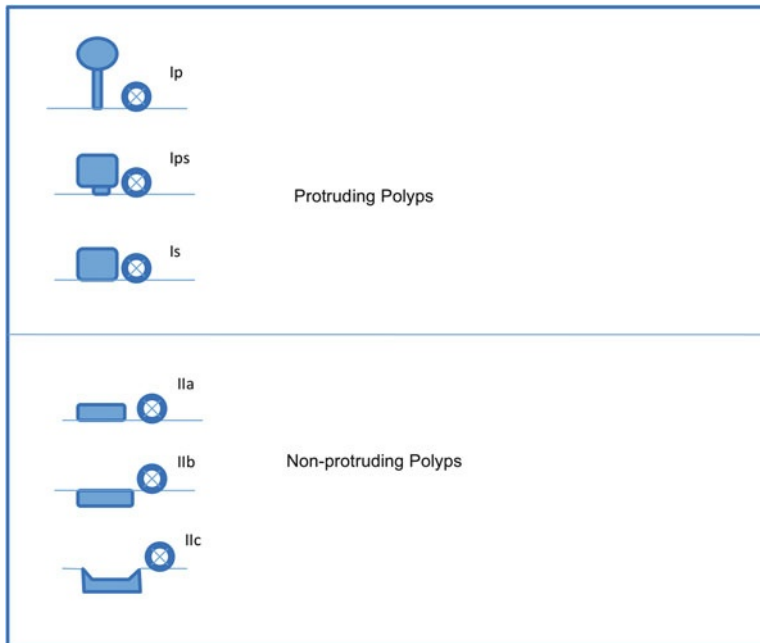 Ip
Ips
Protruding Polyps
Is
IIa
IIb
Non-protruding Polyps
IIc